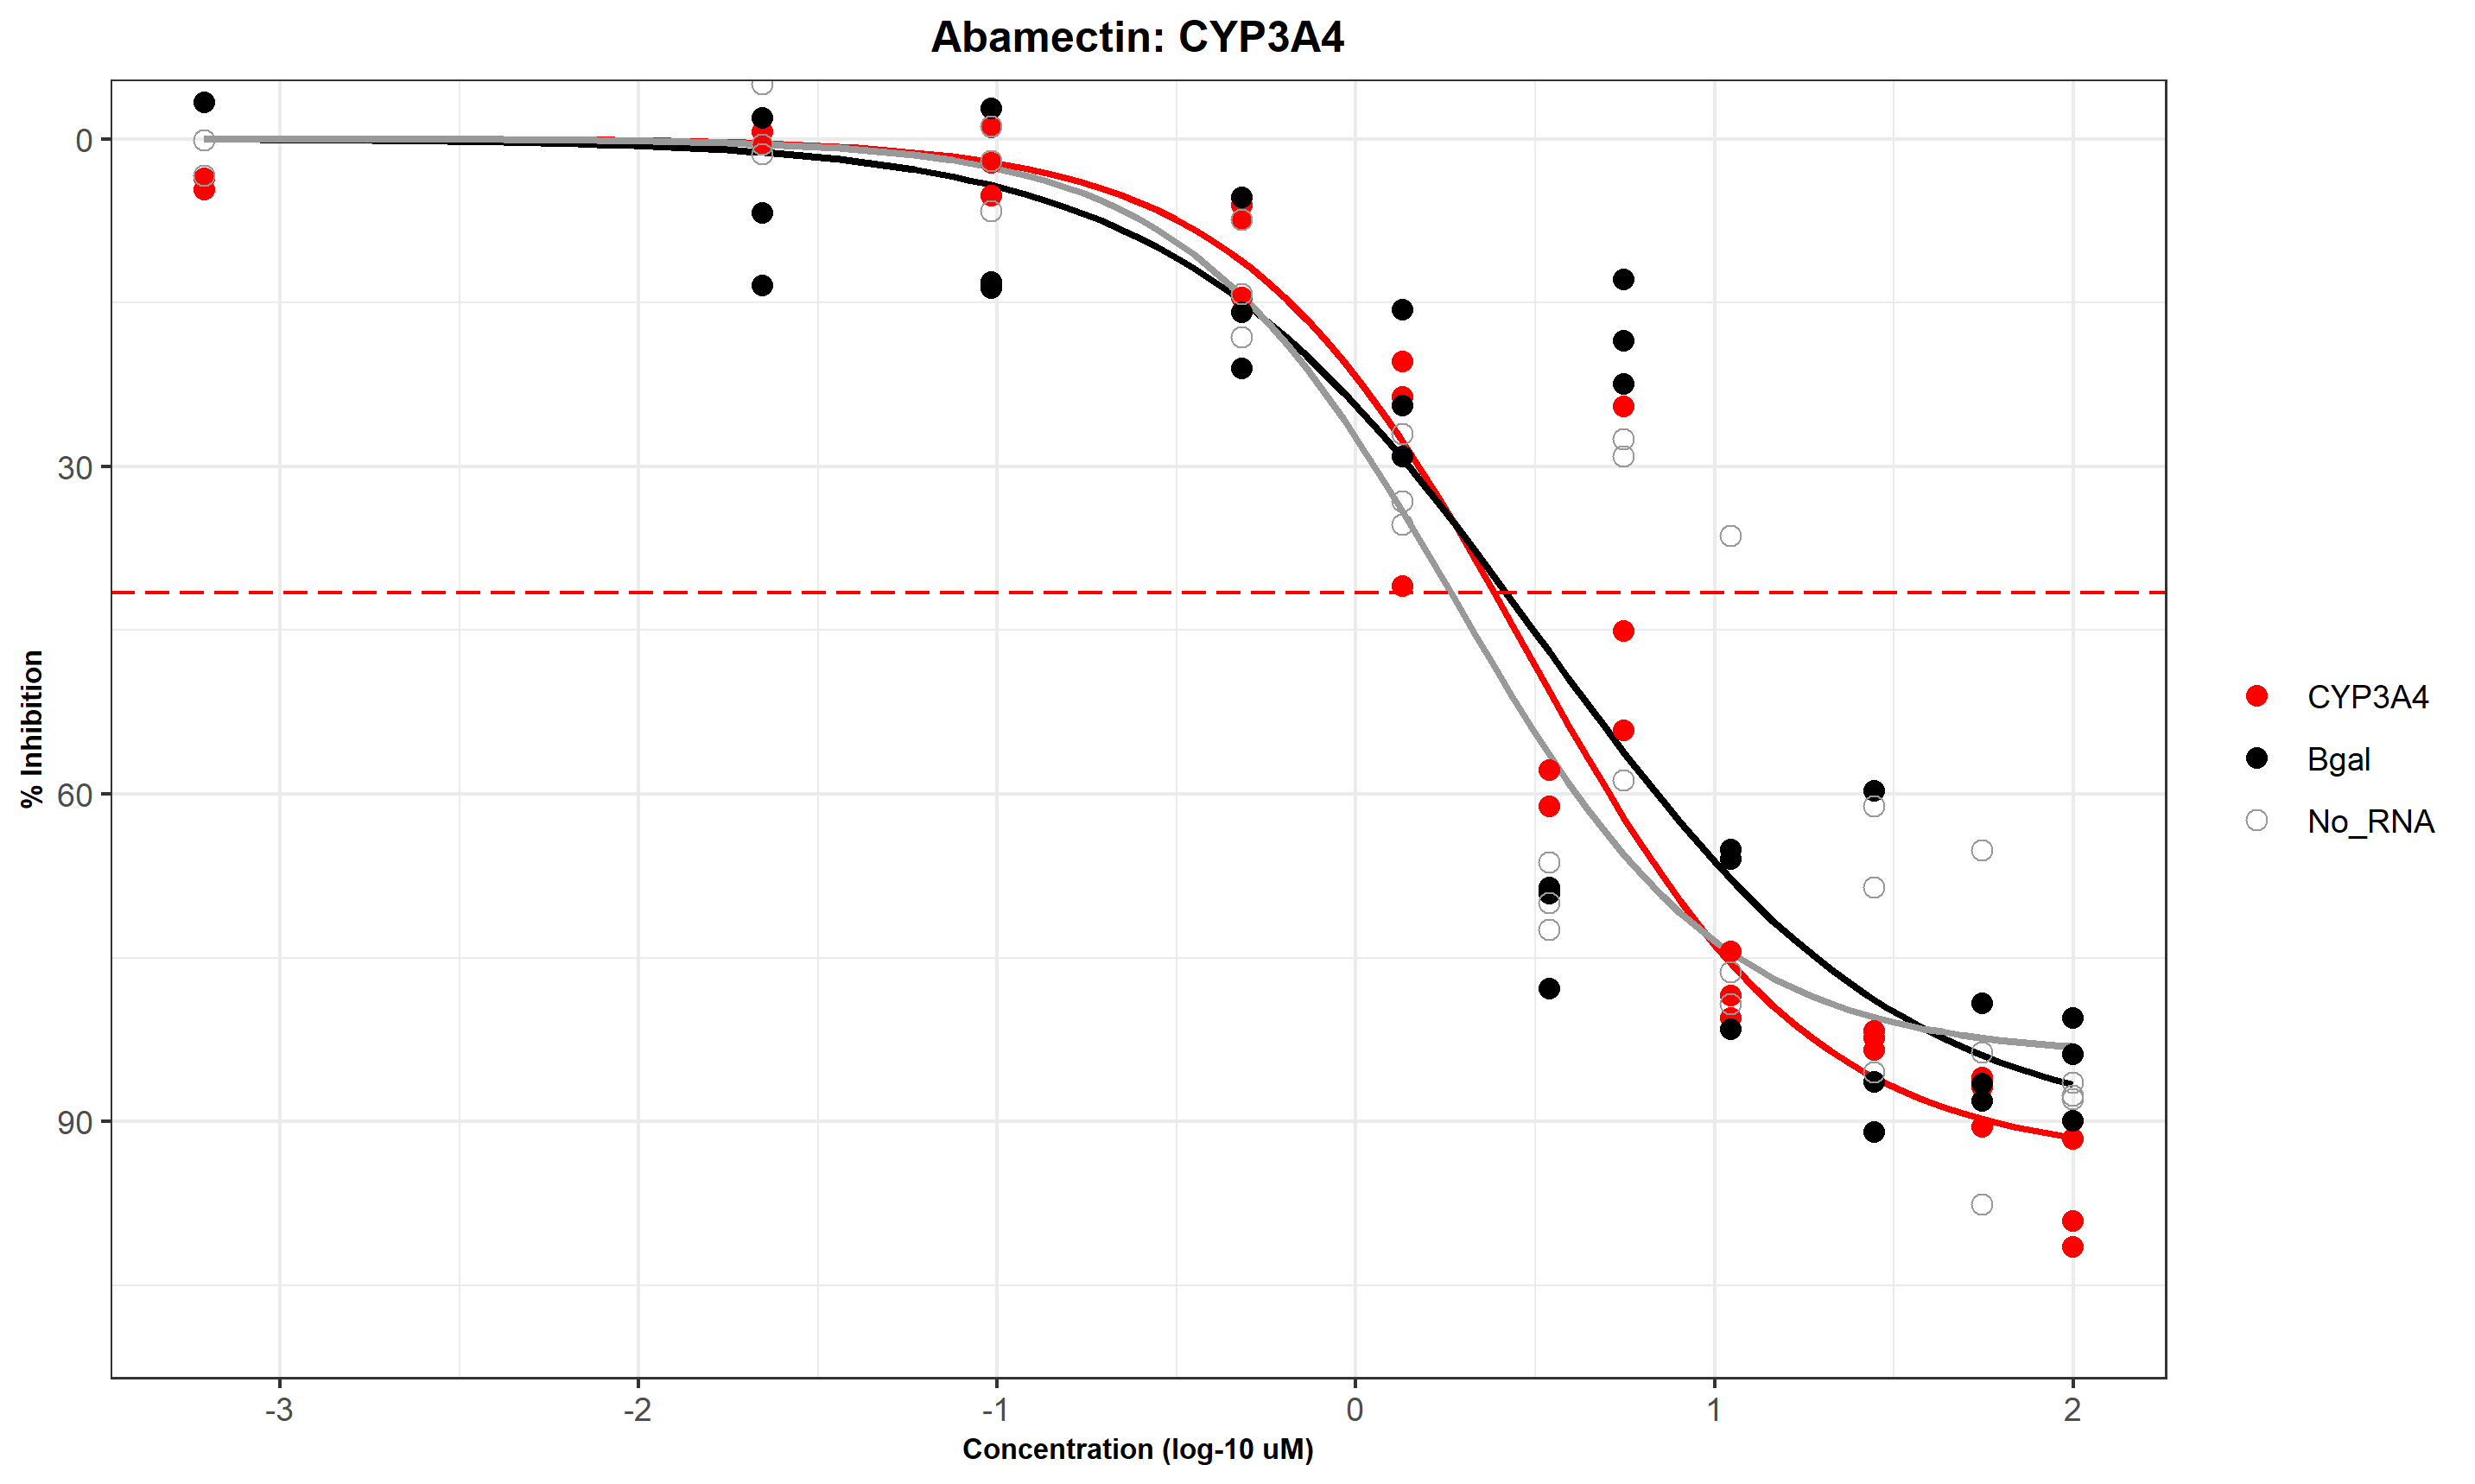 Abamectin: CYP3A4
0
30
60
90
% Inhibition
-3
-2
-1
0
1
2
Concentration (log-10 uM)
CYP3A4
Bgal
No_RNA